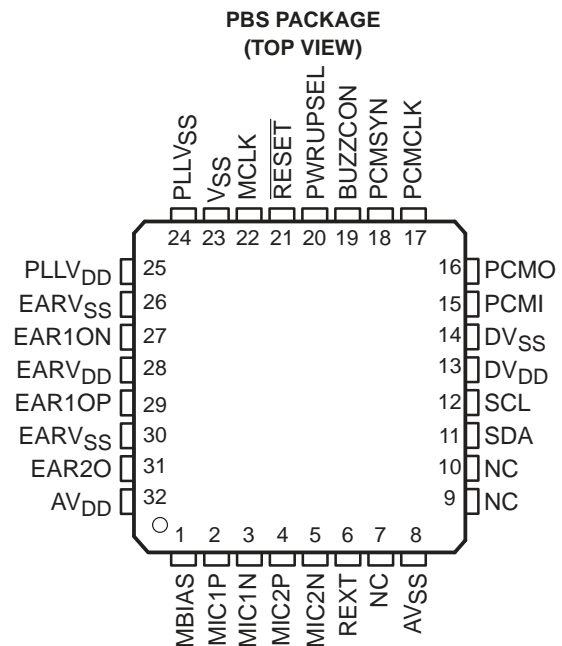 PBS PACKAGE
(TOP VIEW)
PLLVSS
VSS
MCLK
RESET
PWRUPSEL
BUZZCON
PCMSYN
PCMCLK
24 23 22 21 20 19 18 17
PLLVDD 25
EARVSS 26
EAR1ON 27
EARVDD 28
EAR1OP 29
EARVSS 30
EAR2O 31
AVDD 32
16 PCMO
15 PCMI
14 DVSS
13 DVDD
12 SCL
11 SDA
10 NC
9 NC
1 2 3 4 5 6 7 8
MBIAS
MIC1P
MIC1N
MIC2P
MIC2N
REXT
NC
AVSS